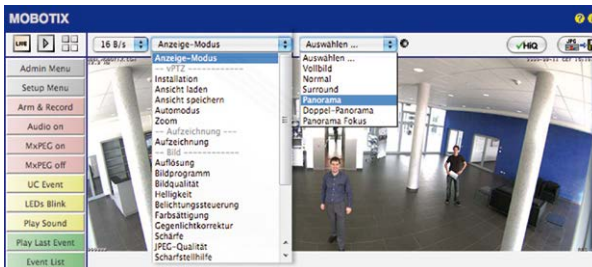 MOBOTIX
LIVE
16 B/s
Anzeige-Modus
Auswählen ...
HiQ
JPG
Admin Menu
Setup Menu
Arm & Record
Audio on
MxPEG on
MxPEG off
UC Event
LEDs Blink
Play Sound
Play Last Event
Event List
Anzeige-Modus
-- vPTZ --------------
Installation
Ansicht laden
Ansicht speichern
Automodus
Zoom
-- Aufzeichnung ---
Aufzeichnung
-- Bild --------------
Auflösung
Bildprogramm
Bildqualität
Helligkeit
Belichtungssteuerung
Farbsättigung
Gegenlichtkorrektur
Schärfe
JPEG-Qualität
Scharfstellhilfe
Auswählen ...
Vollbild
Normal
Surround
Panorama
Doppel-Panorama
Panorama Fokus